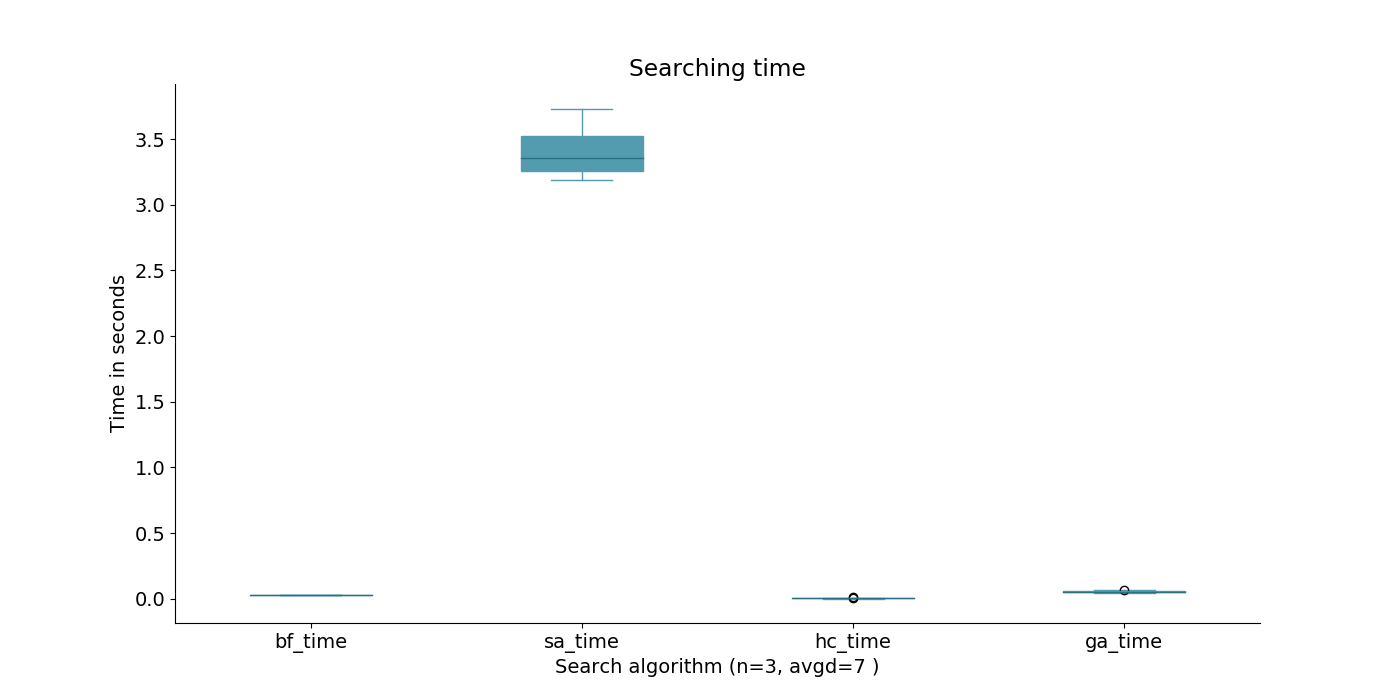 Searching time
Time in seconds
3.5
3.0
2.5
2.0
1.5
1.0
0.5
0.0
bf_time sa_time hc_time ga_time
Search algorithm (n=3, avgd=7 )